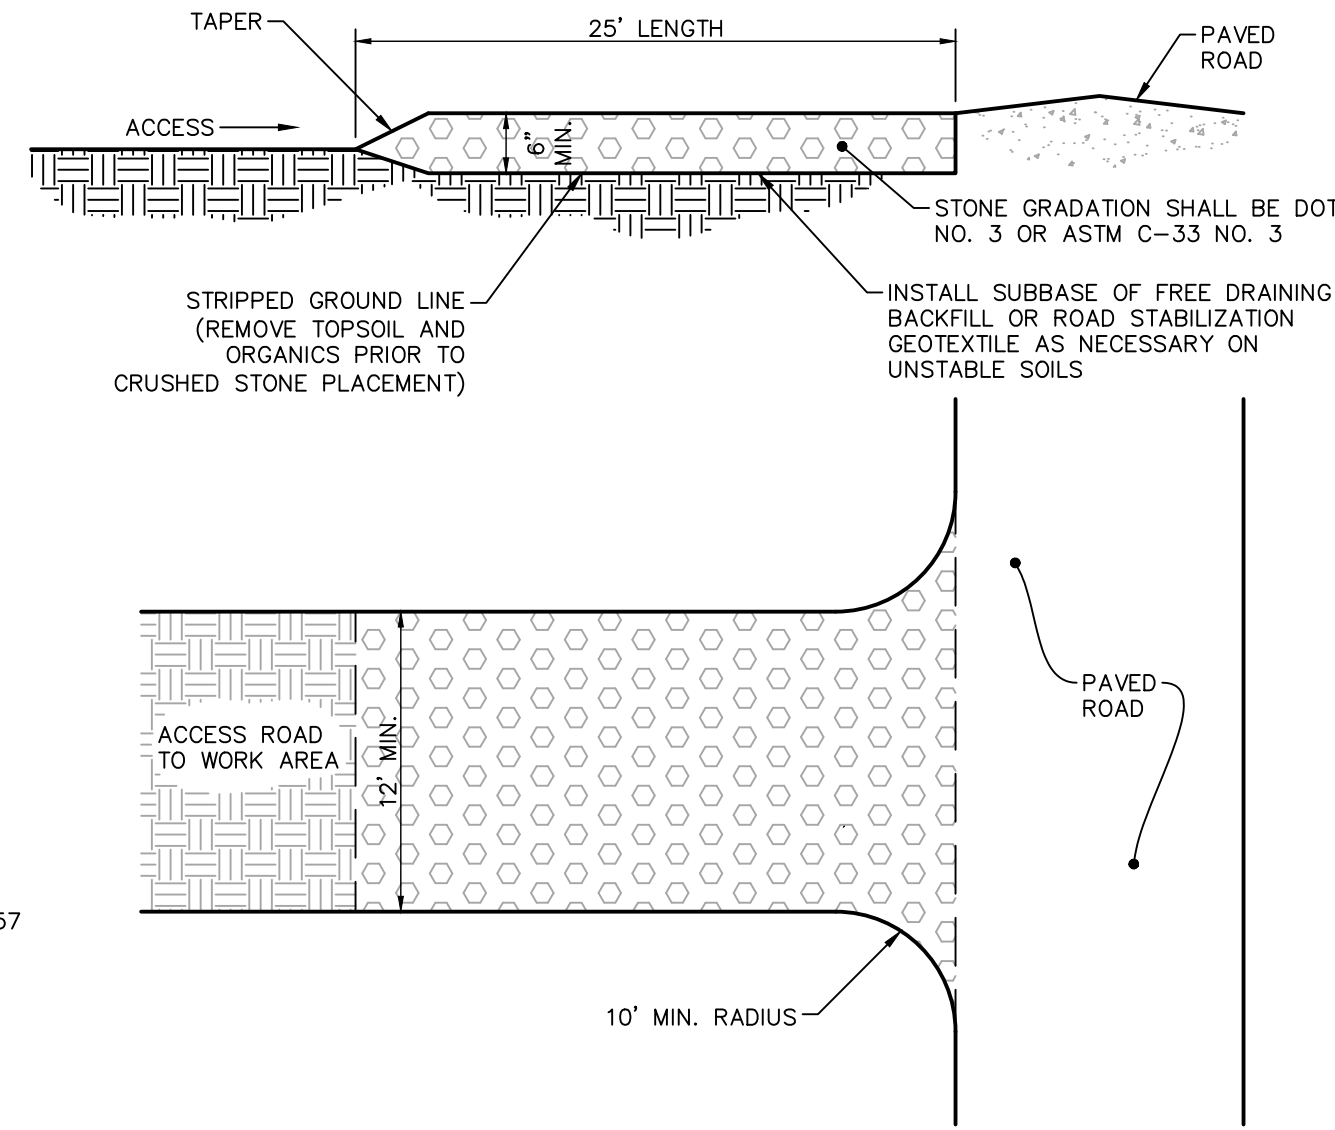 TAPER
25' LENGTH
PAVED
ROAD
ACCESS
6"
MIN.
STONE GRADATION SHALL BE DOT
NO. 3 OR ASTM C-33 NO. 3
STRIPPED GROUND LINE
(REMOVE TOPSOIL AND
ORGANICS PRIOR TO
CRUSHED STONE PLACEMENT)
INSTALL SUBBASE OF FREE DRAINING
BACKFILL OR ROAD STABILIZATION
GEOTEXTILE AS NECESSARY ON
UNSTABLE SOILS
ACCESS ROAD
TO WORK AREA
12' MIN.
PAVED
ROAD
57
10' MIN. RADIUS